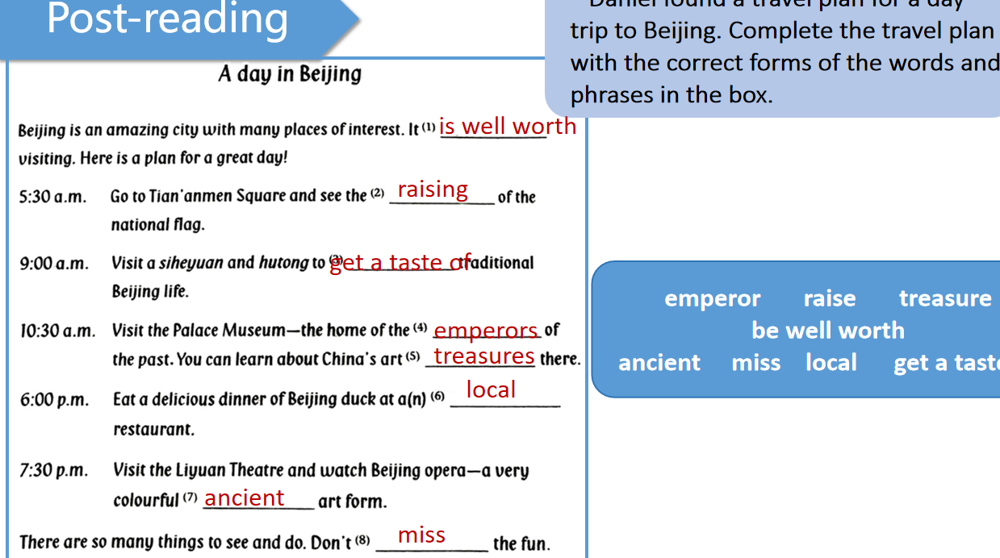 Post-reading
Daniel found a travel plan for a day
trip to Beijing. Complete the travel plan
with the correct forms of the words and
phrases in the box.
A day in Beijing
Beijing is an amazing city with many places of interest. It (1) is well worth
visiting. Here is a plan for a great day!
5:30 a.m. Go to Tian'anmen Square and see the (2) raising of the
national flag.
9:00 a.m. Visit a siheyuan and hutong to (3) get a taste of traditional
Beijing life.
10:30 a.m. Visit the Palace Museum—the home of the (4) emperors of
the past. You can learn about China's art (5) treasures there.
6:00 p.m. Eat a delicious dinner of Beijing duck at a(n) (6) local
restaurant.
7:30 p.m. Visit the Liyuan Theatre and watch Beijing opera—a very
colourful (7) ancient art form.
There are so many things to see and do. Don't (8) miss the fun.
emperor raise treasure
be well worth
ancient miss local get a taste